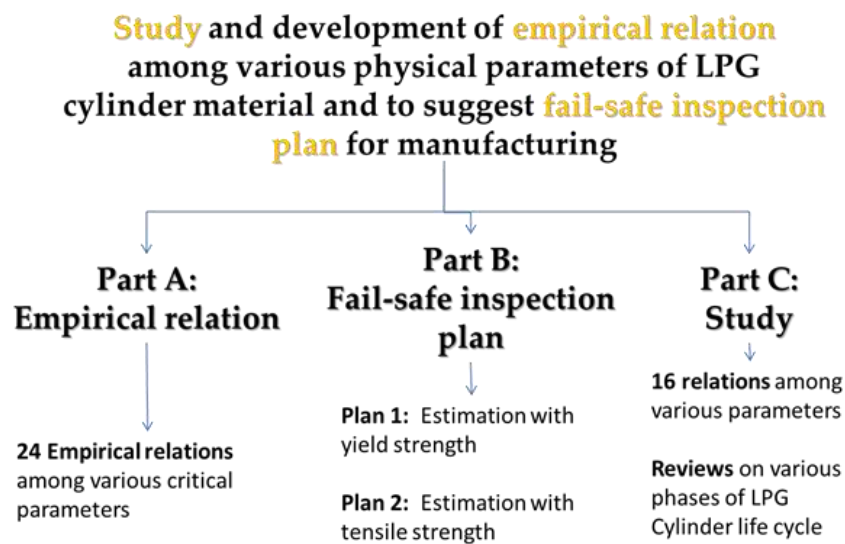 Study and development of empirical relation
among various physical parameters of LPG
cylinder material and to suggest fail-safe inspection
plan for manufacturing
Part A:
Empirical relation
24 Empirical relations
among various critical
parameters
Part B:
Fail-safe inspection
plan
Plan 1: Estimation with
yield strength
Plan 2: Estimation with
tensile strength
Part C:
Study
16 relations among
various parameters
Reviews on various
phases of LPG
Cylinder life cycle